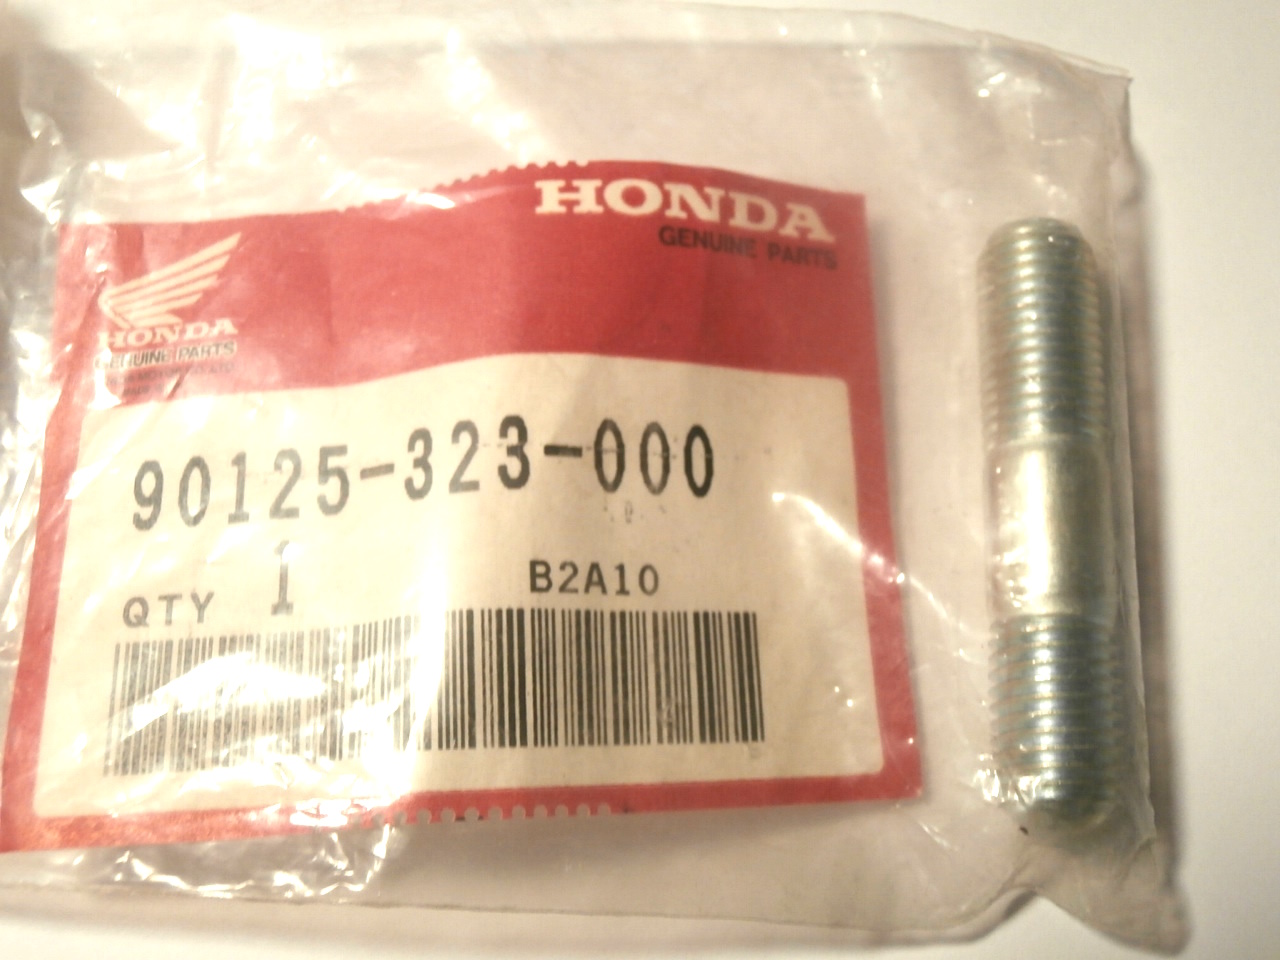 HONDA
GENUINE PARTS
HONDA
GENUINE PARTS
90125-323-000
QTY 1
B2A10